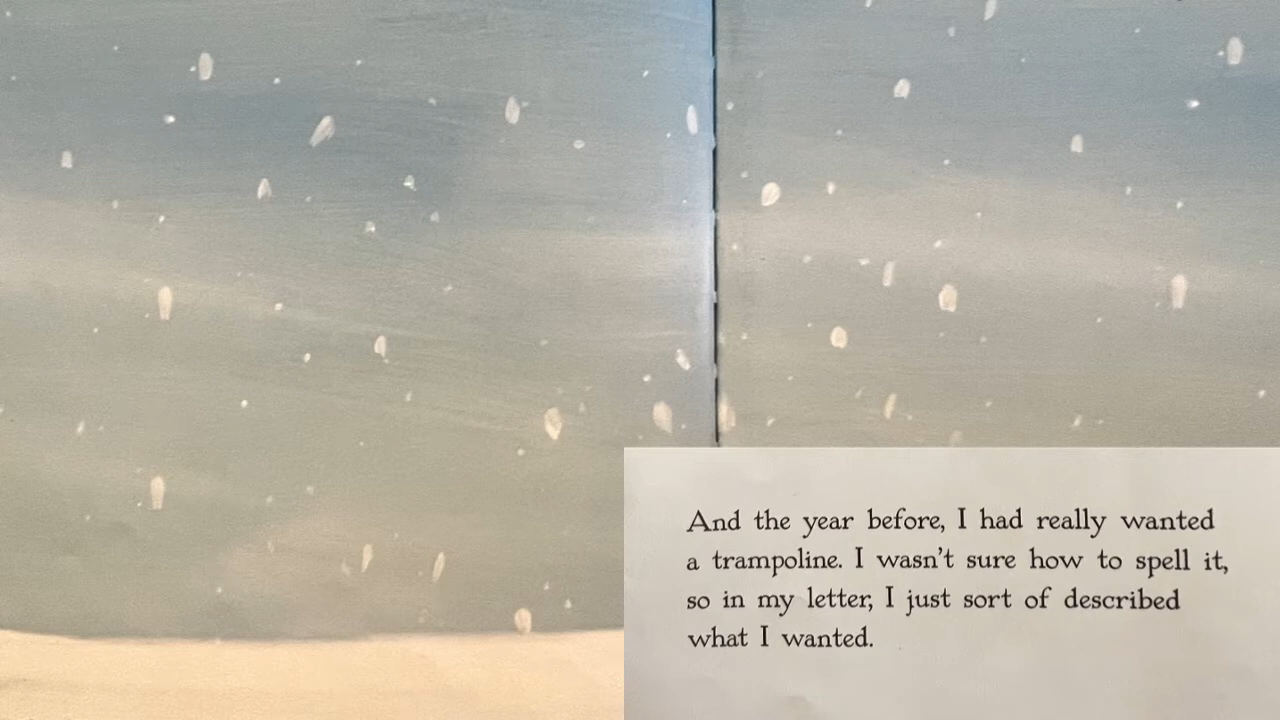 And the year before, I had really wanted
a trampoline. I wasn't sure how to spell it,
so in my letter, I just sort of described
what I wanted.